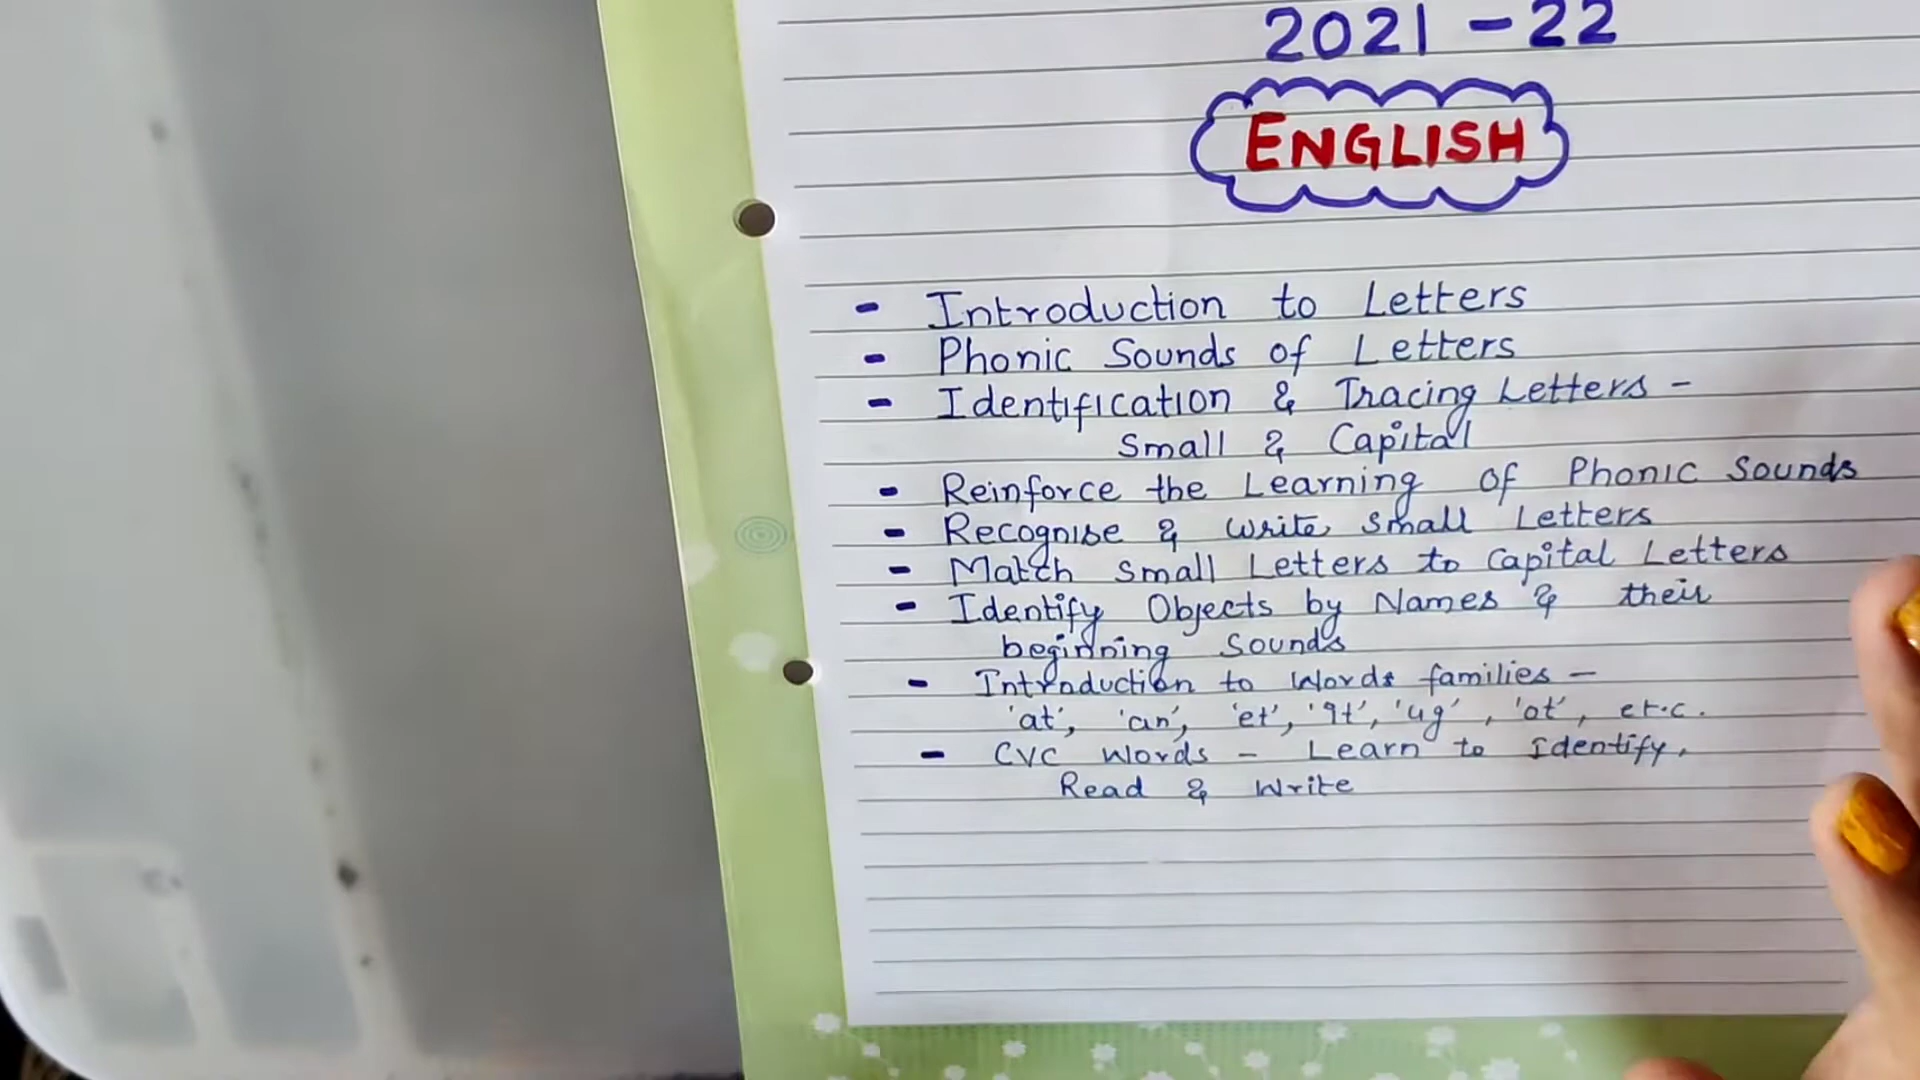 2021 - 22
ENGLISH
- Introduction to Letters
- Phonic Sounds of Letters
- Identification & Tracing Letters -
Small & Capital
- Reinforce the Learning of Phonic Sounds
- Recognise & write small Letters
- Match small Letters to Capital Letters
- Identify Objects by Names & their
beginning Sounds
- Introduction to Words families -
'at', 'an', 'et', 'it', 'ug', 'ot', et.c.
- CVC Words - Learn to Identify,
Read & Write